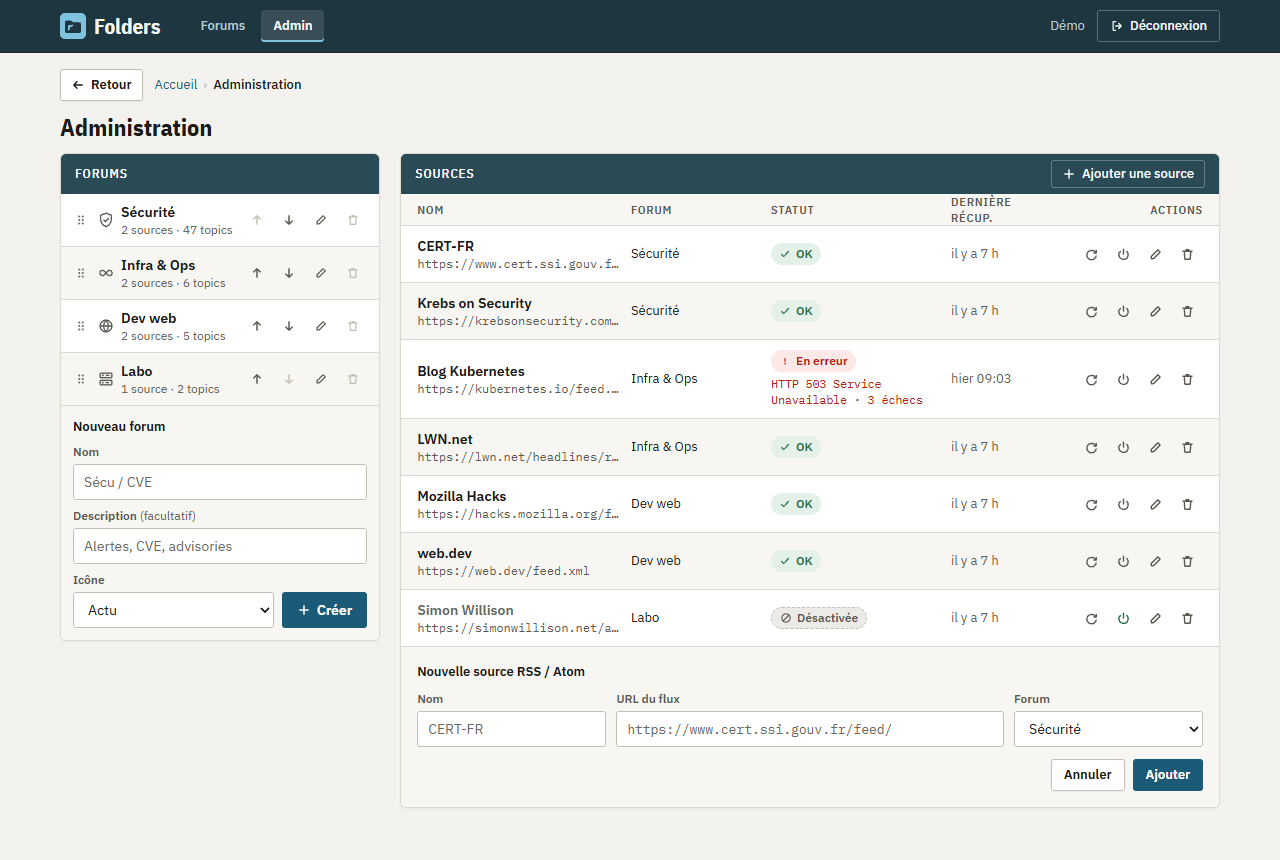 Folders
Forums
Admin
Démo
Déconnexion
Retour
Accueil › Administration
Administration
FORUMS
Sécurité
2 sources · 47 topics
Infra & Ops
2 sources · 6 topics
Dev web
2 sources · 5 topics
Labo
1 source · 2 topics
Nouveau forum
Nom
Sécu / CVE
Description (facultatif)
Alertes, CVE, advisories
Icône
Actu
Créer
SOURCES
Ajouter une source
NOM
FORUM
STATUT
DERNIÈRE
RÉCUP.
ACTIONS
CERT-FR
https://www.cert.ssi.gouv.f…
Sécurité
OK
il y a 7 h
Krebs on Security
https://krebsonsecurity.com…
Sécurité
OK
il y a 7 h
Blog Kubernetes
https://kubernetes.io/feed.…
Infra & Ops
! En erreur
HTTP 503 Service
Unavailable · 3 échecs
hier 09:03
LWN.net
https://lwn.net/headlines/r…
Infra & Ops
OK
il y a 7 h
Mozilla Hacks
https://hacks.mozilla.org/f…
Dev web
OK
il y a 7 h
web.dev
https://web.dev/feed.xml
Dev web
OK
il y a 7 h
Simon Willison
https://simonwillison.net/a…
Labo
Désactivée
il y a 7 h
Nouvelle source RSS / Atom
Nom
CERT-FR
URL du flux
https://www.cert.ssi.gouv.fr/feed/
Forum
Sécurité
Annuler
Ajouter